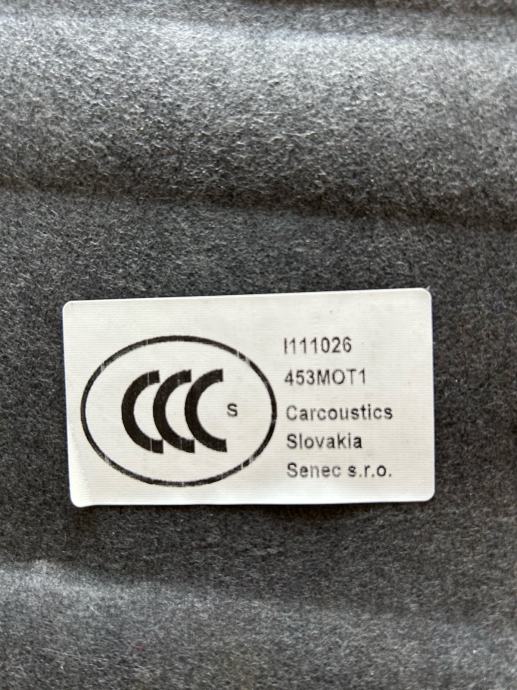 CCC S
I111026
453MOT1
Carcoustics
Slovakia
Senec s.r.o.